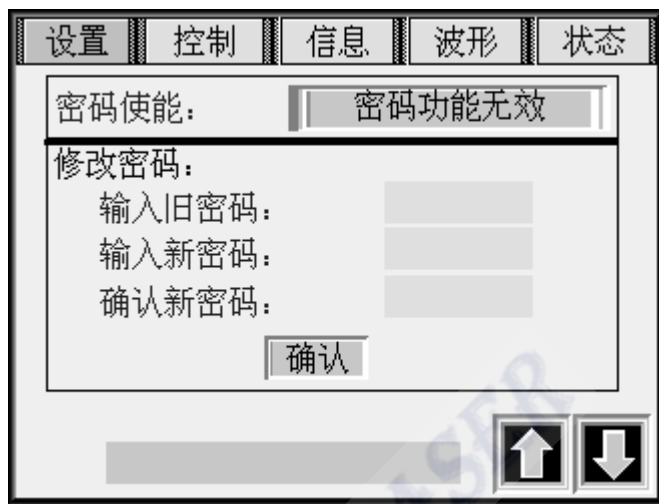 设置 控制 信息 波形 状态
密码使能： 密码功能无效
修改密码：
输入旧密码：
输入新密码：
确认新密码：
确认